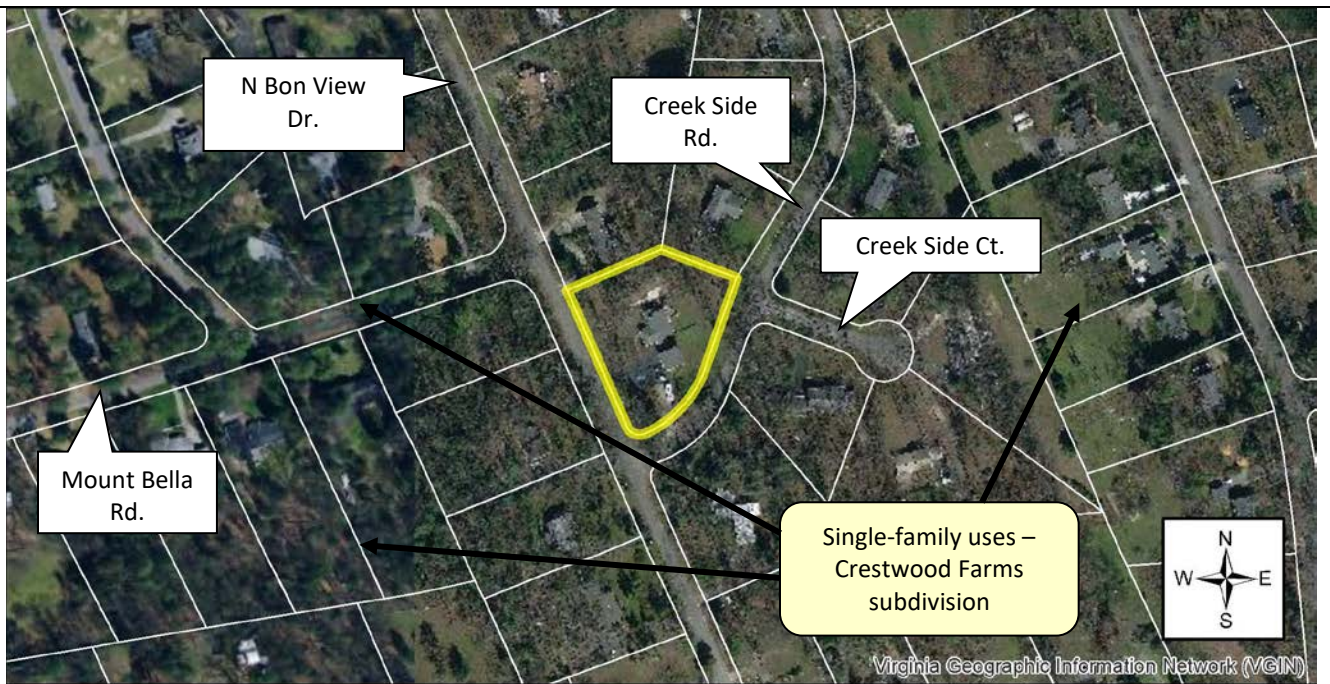 N Bon View
Dr.
Creek Side
Rd.
Creek Side Ct.
Mount Bella
Rd.
Single-family uses –
Crestwood Farms
subdivision
N
W E
S
Virginia Geographic Information Network (VGIN)